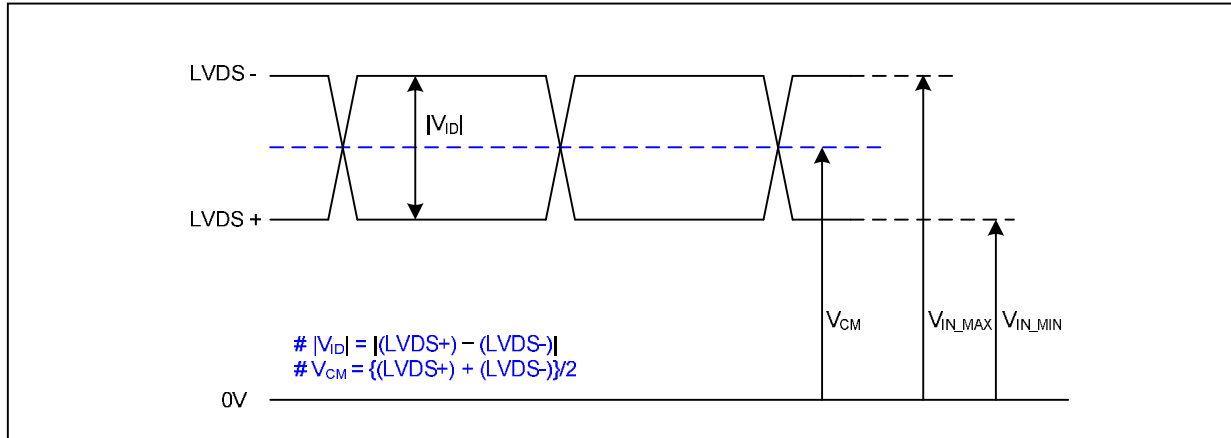 LVDS -
|VID|
LVDS +
VCM
VIN_MAX
VIN_MIN
# |VID| = |(LVDS+) – (LVDS-)|
# VCM = {(LVDS+) + (LVDS-)}/2
0V